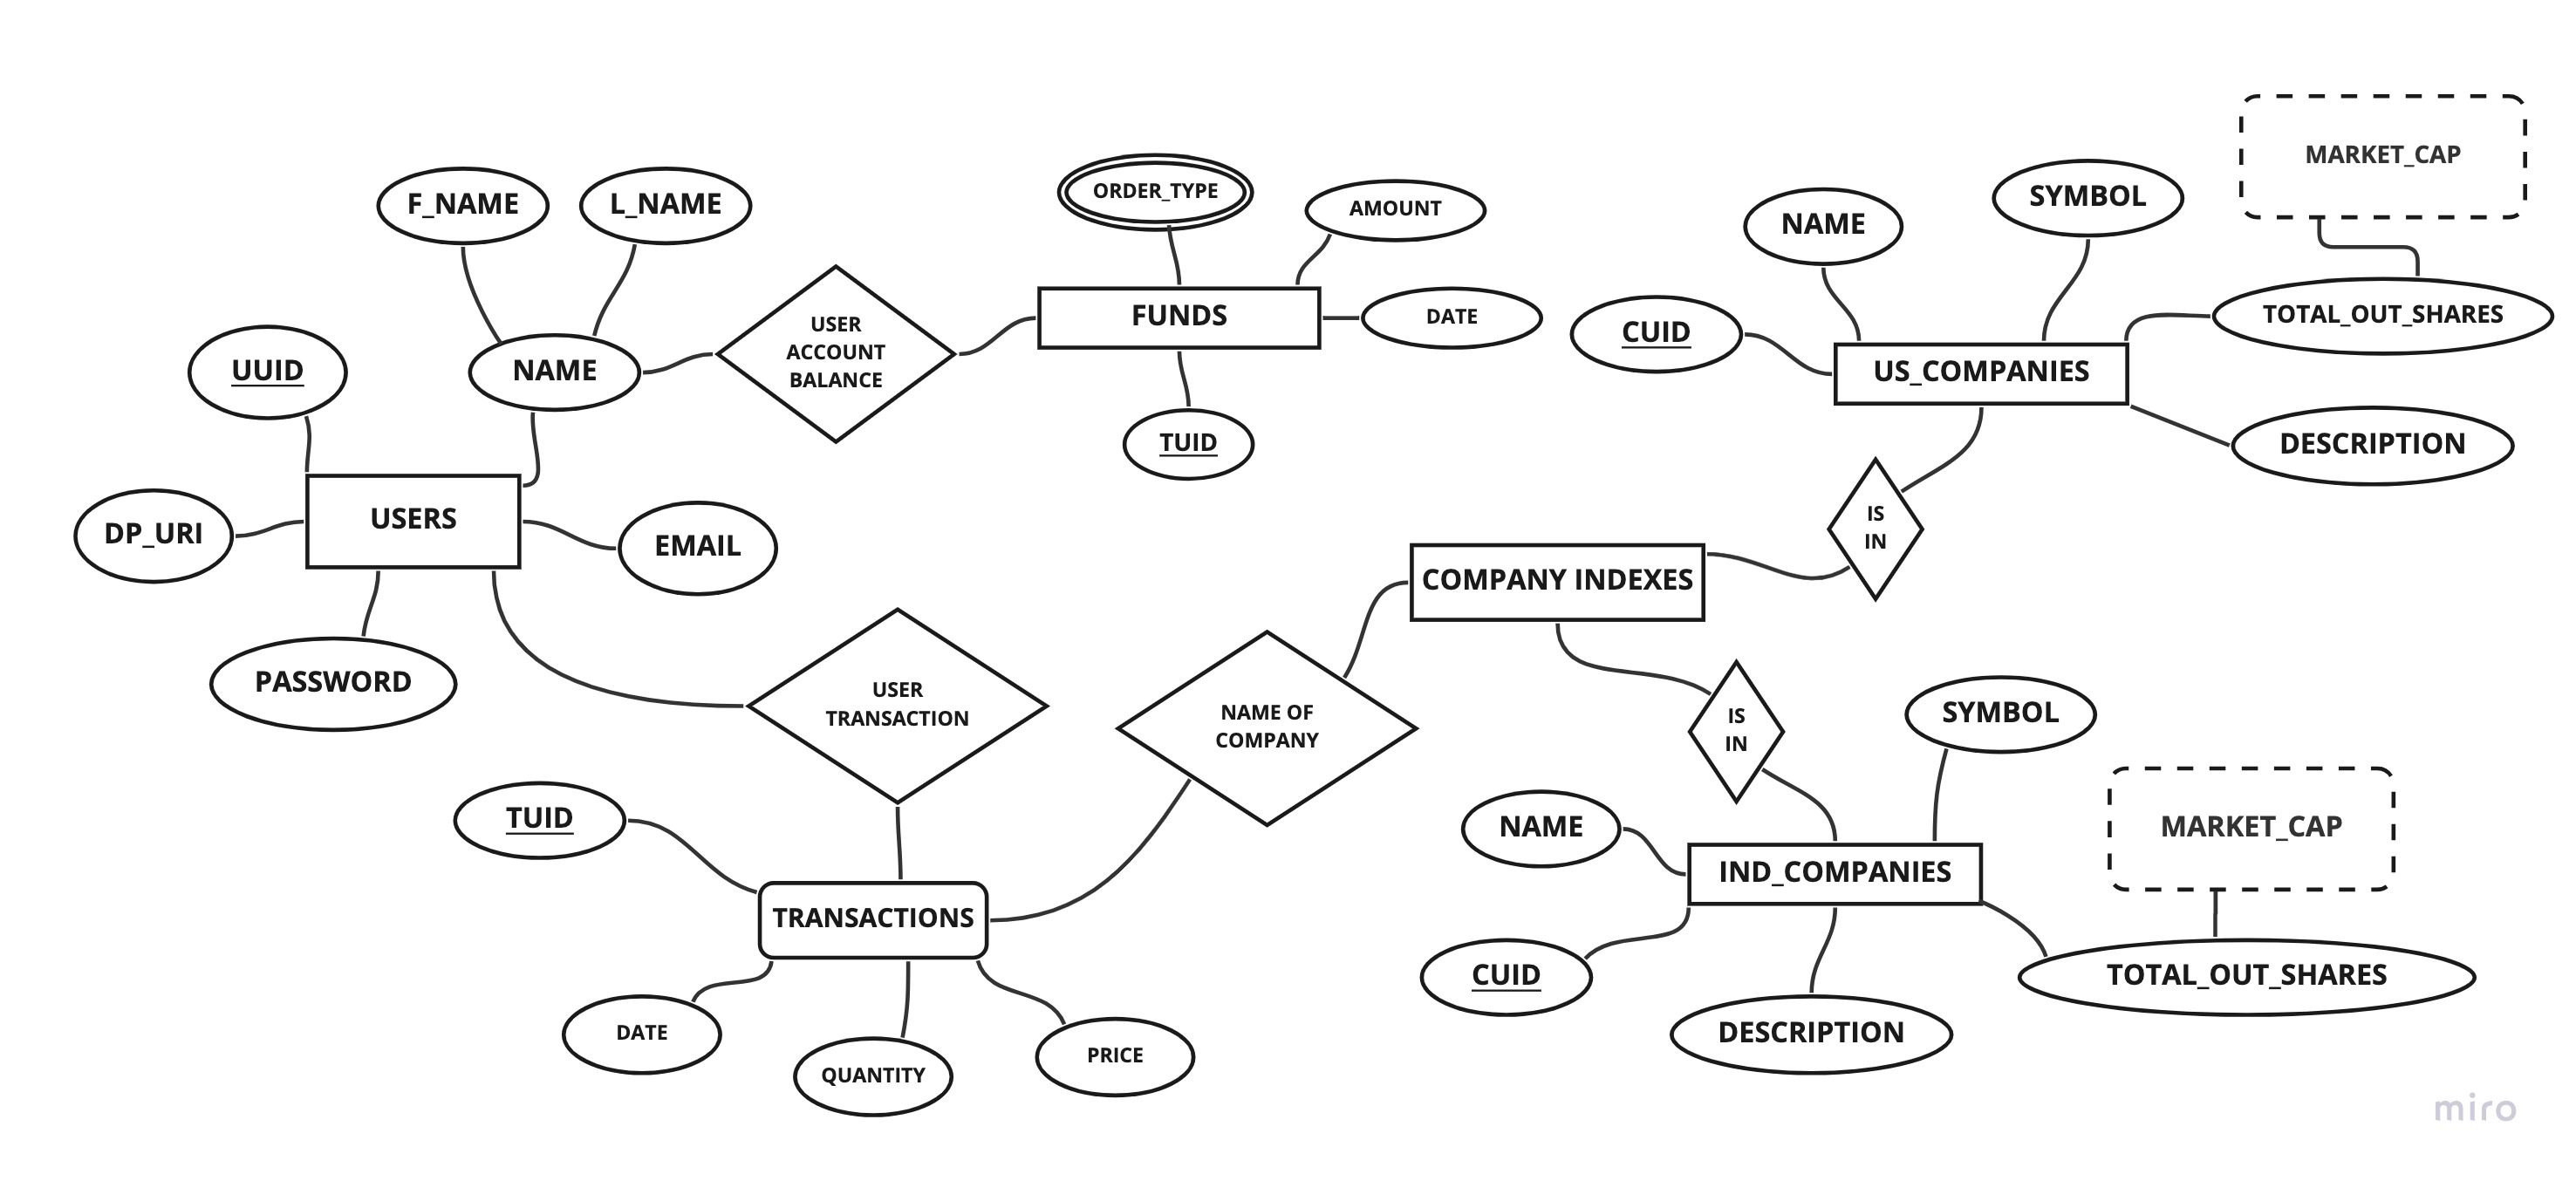 MARKET_CAP
F_NAME
L_NAME
ORDER_TYPE
AMOUNT
NAME
SYMBOL
USER
ACCOUNT
BALANCE
FUNDS
DATE
CUID
TOTAL_OUT_SHARES
UUID
NAME
US_COMPANIES
TUID
DESCRIPTION
USERS
DP_URI
EMAIL
IS
IN
COMPANY INDEXES
PASSWORD
USER
TRANSACTION
NAME OF
COMPANY
IS
IN
SYMBOL
TUID
NAME
MARKET_CAP
IND_COMPANIES
TRANSACTIONS
CUID
TOTAL_OUT_SHARES
DATE
DESCRIPTION
QUANTITY
PRICE
miro